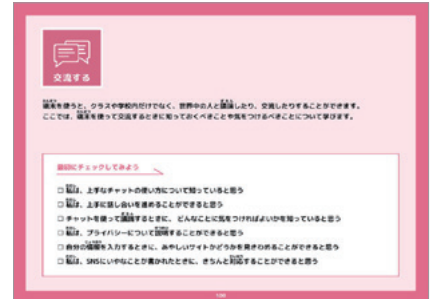 交流する
端末を使うと、クラスや学校内だけでなく、世界中の人と議論したり、交流したりすることができます。
ここでは、端末を使って交流するときに知っておくべきことや気をつけるべきことについて学びます。
最初にチェックしてみよう
□ 私は、上手なチャットの使い方について知っていると思う
□ 私は、上手に話し合いを進めることができると思う
□ チャットを使って議論するときに、どんなことに気をつければよいかを知っていると思う
□ 私は、プライバシーについて説明することができると思う
□ 自分の情報を入力するときに、あやしいサイトかどうかを見きわめることができると思う
□ 私は、SNSにいやなことが書かれたときに、きちんと対応することができると思う